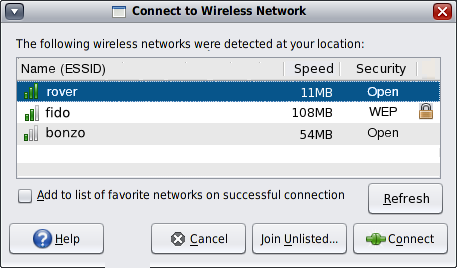 Connect to Wireless Network
The following wireless networks were detected at your location:
Name (ESSID) Speed Security
rover 11MB Open
fido 108MB WEP
bonzo 54MB Open
Add to list of favorite networks on successful connection
Refresh
Help Cancel Join Unlisted... Connect